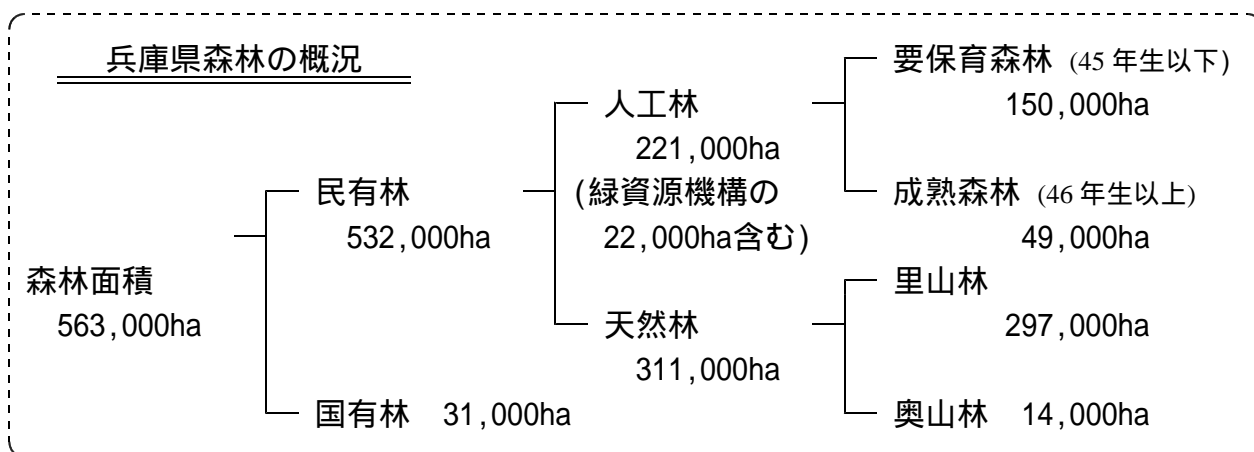 兵庫県森林の概況
森林面積
563,000ha
民有林
532,000ha
国有林 31,000ha
人工林
221,000ha
(緑資源機構の
22,000ha含む)
天然林
311,000ha
要保育森林 (45 年生以下)
150,000ha
成熟森林 (46 年生以上)
49,000ha
里山林
297,000ha
奥山林 14,000ha